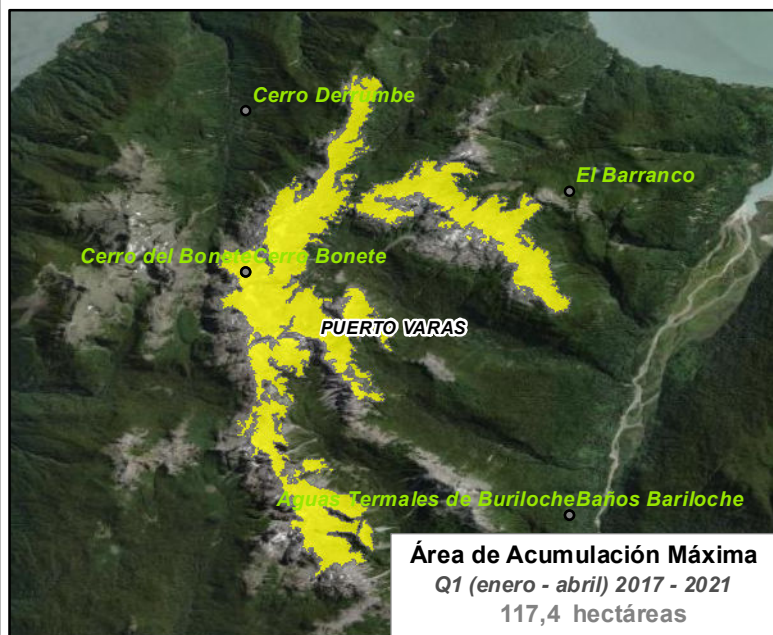 Cerro Derrumbe
El Barranco
Cerro del BoneteCerro Bonete
PUERTO VARAS
Aguas Termales de BurilocheBaños Bariloche
Área de Acumulación Máxima
Q1 (enero - abril) 2017 - 2021
117,4 hectáreas